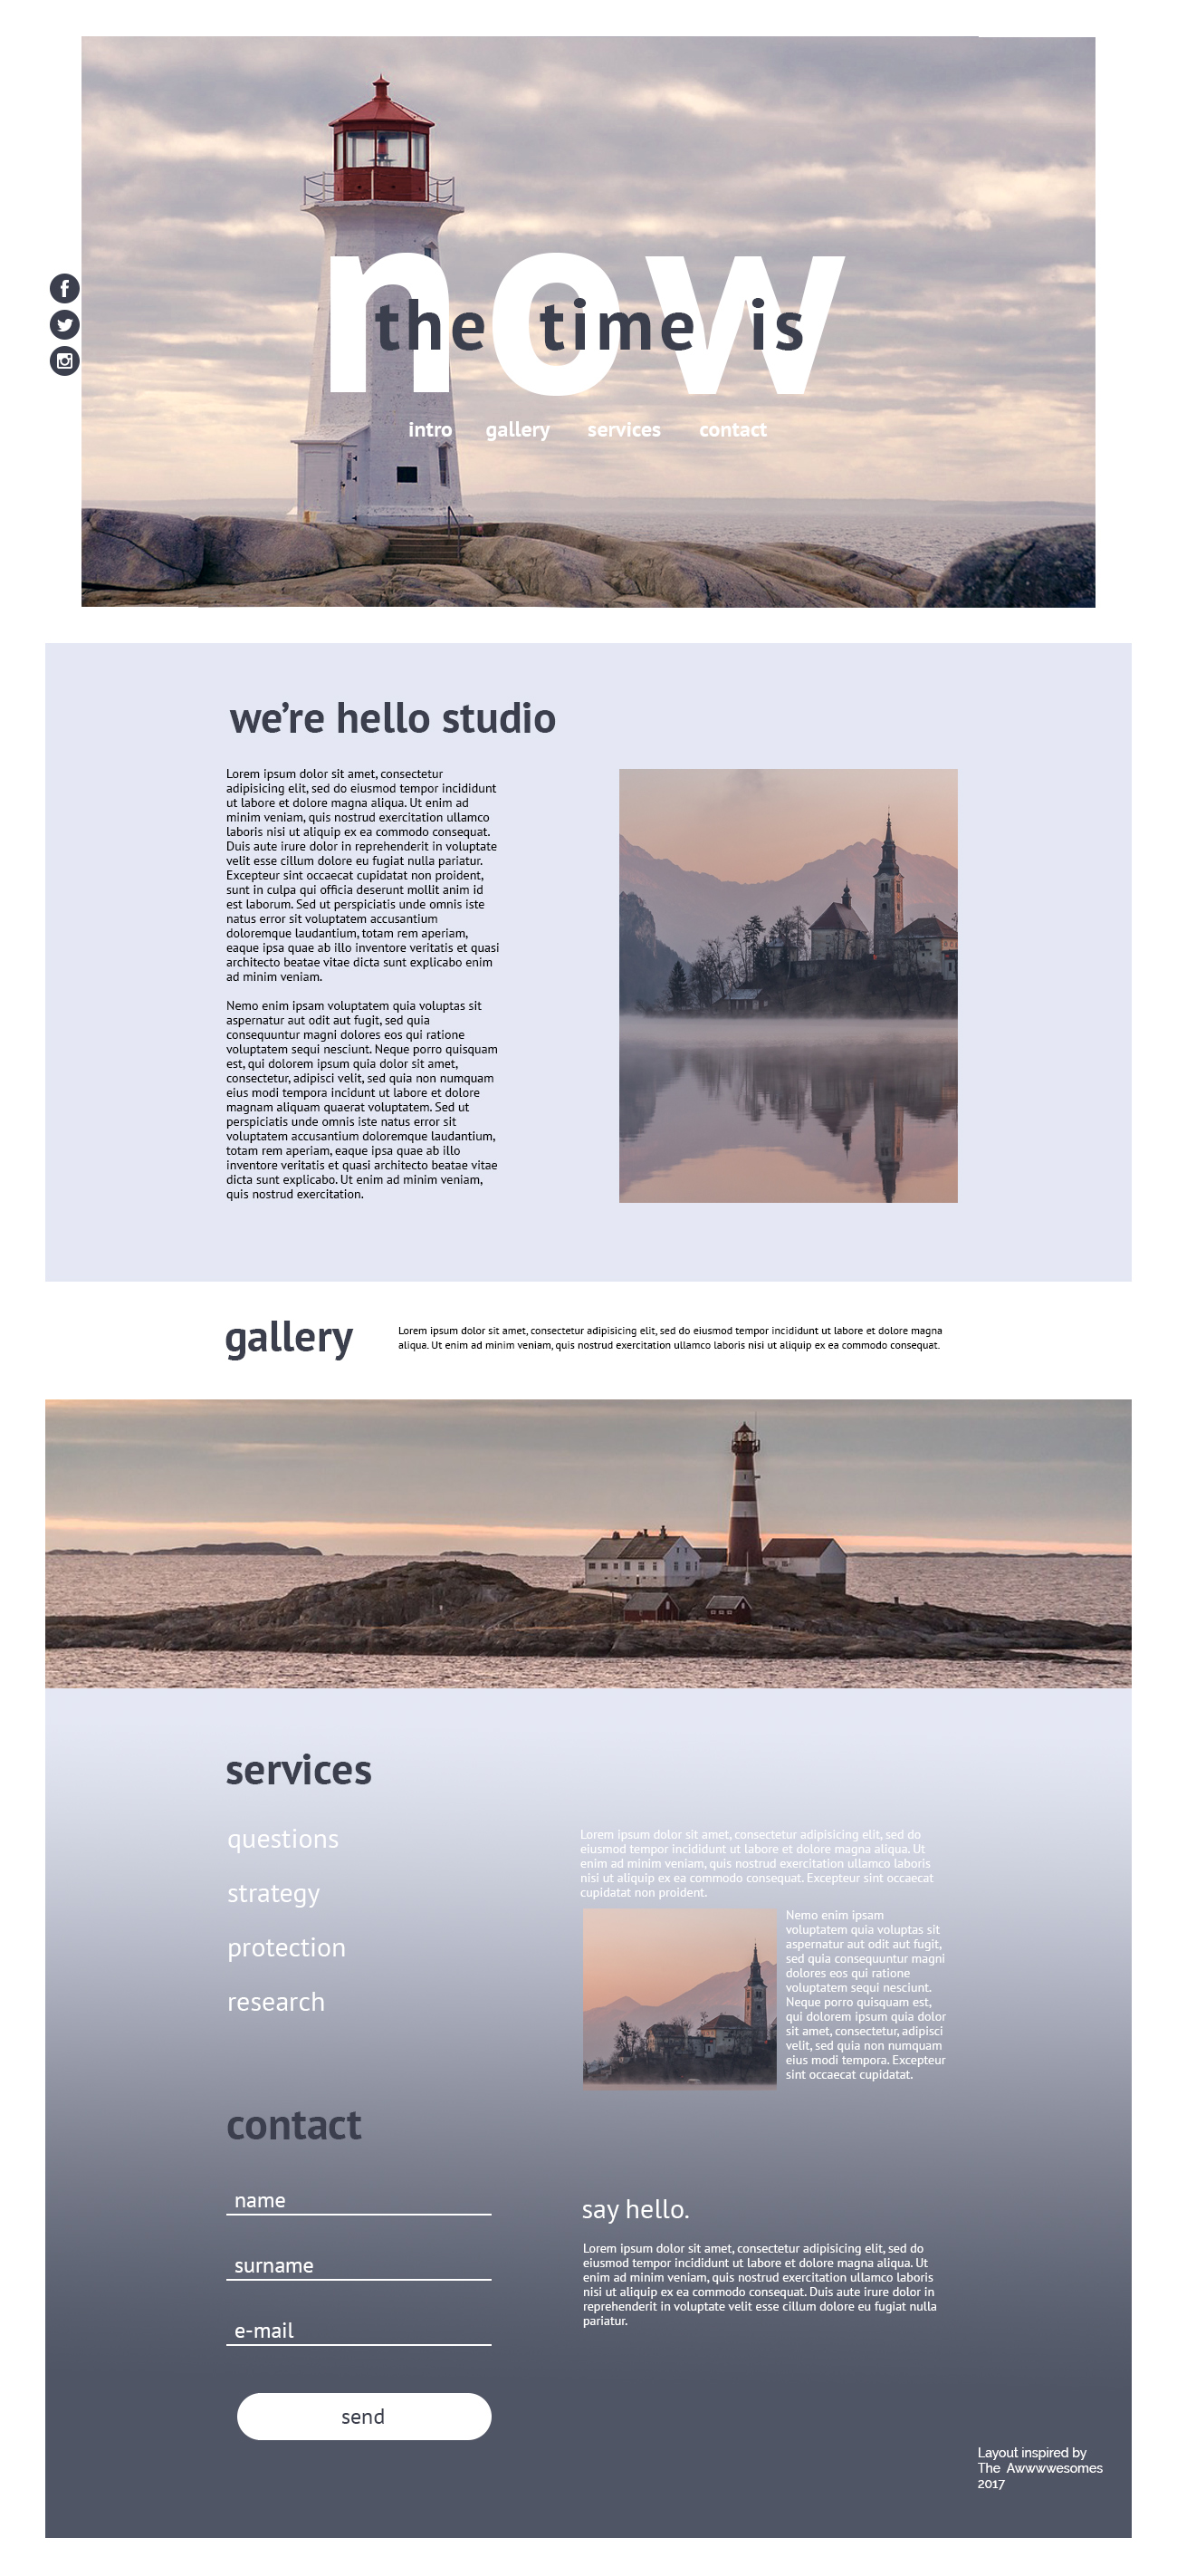 now
the time is
intro gallery services contact
we're hello studio
Lorem ipsum dolor sit amet, consectetur
adipisicing elit, sed do eiusmod tempor incididunt
ut labore et dolore magna aliqua. Ut enim ad
minim veniam, quis nostrud exercitation ullamco
laboris nisi ut aliquip ex ea commodo consequat.
Duis aute irure dolor in reprehenderit in voluptate
velit esse cillum dolore eu fugiat nulla pariatur.
Excepteur sint occaecat cupidatat non proident,
sunt in culpa qui officia deserunt mollit anim id
est laborum. Sed ut perspiciatis unde omnis iste
natus error sit voluptatem accusantium
doloremque laudantium, totam rem aperiam,
eaque ipsa quae ab illo inventore veritatis et quasi
architecto beatae vitae dicta sunt explicabo enim
ad minim veniam.
Nemo enim ipsam voluptatem quia voluptas sit
aspernatur aut odit aut fugit, sed quia
consequuntur magni dolores eos qui ratione
voluptatem sequi nesciunt. Neque porro quisquam
est, qui dolorem ipsum quia dolor sit amet,
consectetur, adipisci velit, sed quia non numquam
eius modi tempora incidunt ut labore et dolore
magnam aliquam quaerat voluptatem. Sed ut
perspiciatis unde omnis iste natus error sit
voluptatem accusantium doloremque laudantium,
totam rem aperiam, eaque ipsa quae ab illo
inventore veritatis et quasi architecto beatae vitae
dicta sunt explicabo. Ut enim ad minim veniam,
quis nostrud exercitation.
gallery
Lorem ipsum dolor sit amet, consectetur adipisicing elit, sed do eiusmod tempor incididunt ut labore et dolore magna
aliqua. Ut enim ad minim veniam, quis nostrud exercitation ullamco laboris nisi ut aliquip ex ea commodo consequat.
services
questions
strategy
protection
research
Lorem ipsum dolor sit amet, consectetur adipisicing elit, sed do
eiusmod tempor incididunt ut labore et dolore magna aliqua. Ut
enim ad minim veniam, quis nostrud exercitation ullamco laboris
nisi ut aliquip ex ea commodo consequat. Excepteur sint occaecat
cupidatat non proident.
Nemo enim ipsam
voluptatem quia voluptas sit
aspernatur aut odit aut fugit,
sed quia consequuntur magni
dolores eos qui ratione
voluptatem sequi nesciunt.
Neque porro quisquam est,
qui dolorem ipsum quia dolor
sit amet, consectetur, adipisci
velit, sed quia non numquam
eius modi tempora. Excepteur
sint occaecat cupidatat.
contact
name
surname
e-mail
send
say hello.
Lorem ipsum dolor sit amet, consectetur adipisicing elit, sed do
eiusmod tempor incididunt ut labore et dolore magna aliqua. Ut
enim ad minim veniam, quis nostrud exercitation ullamco laboris
nisi ut aliquip ex ea commodo consequat. Duis aute irure dolor in
reprehenderit in voluptate velit esse cillum dolore eu fugiat nulla
pariatur.
Layout inspired by
The Awwwwesomes
2017